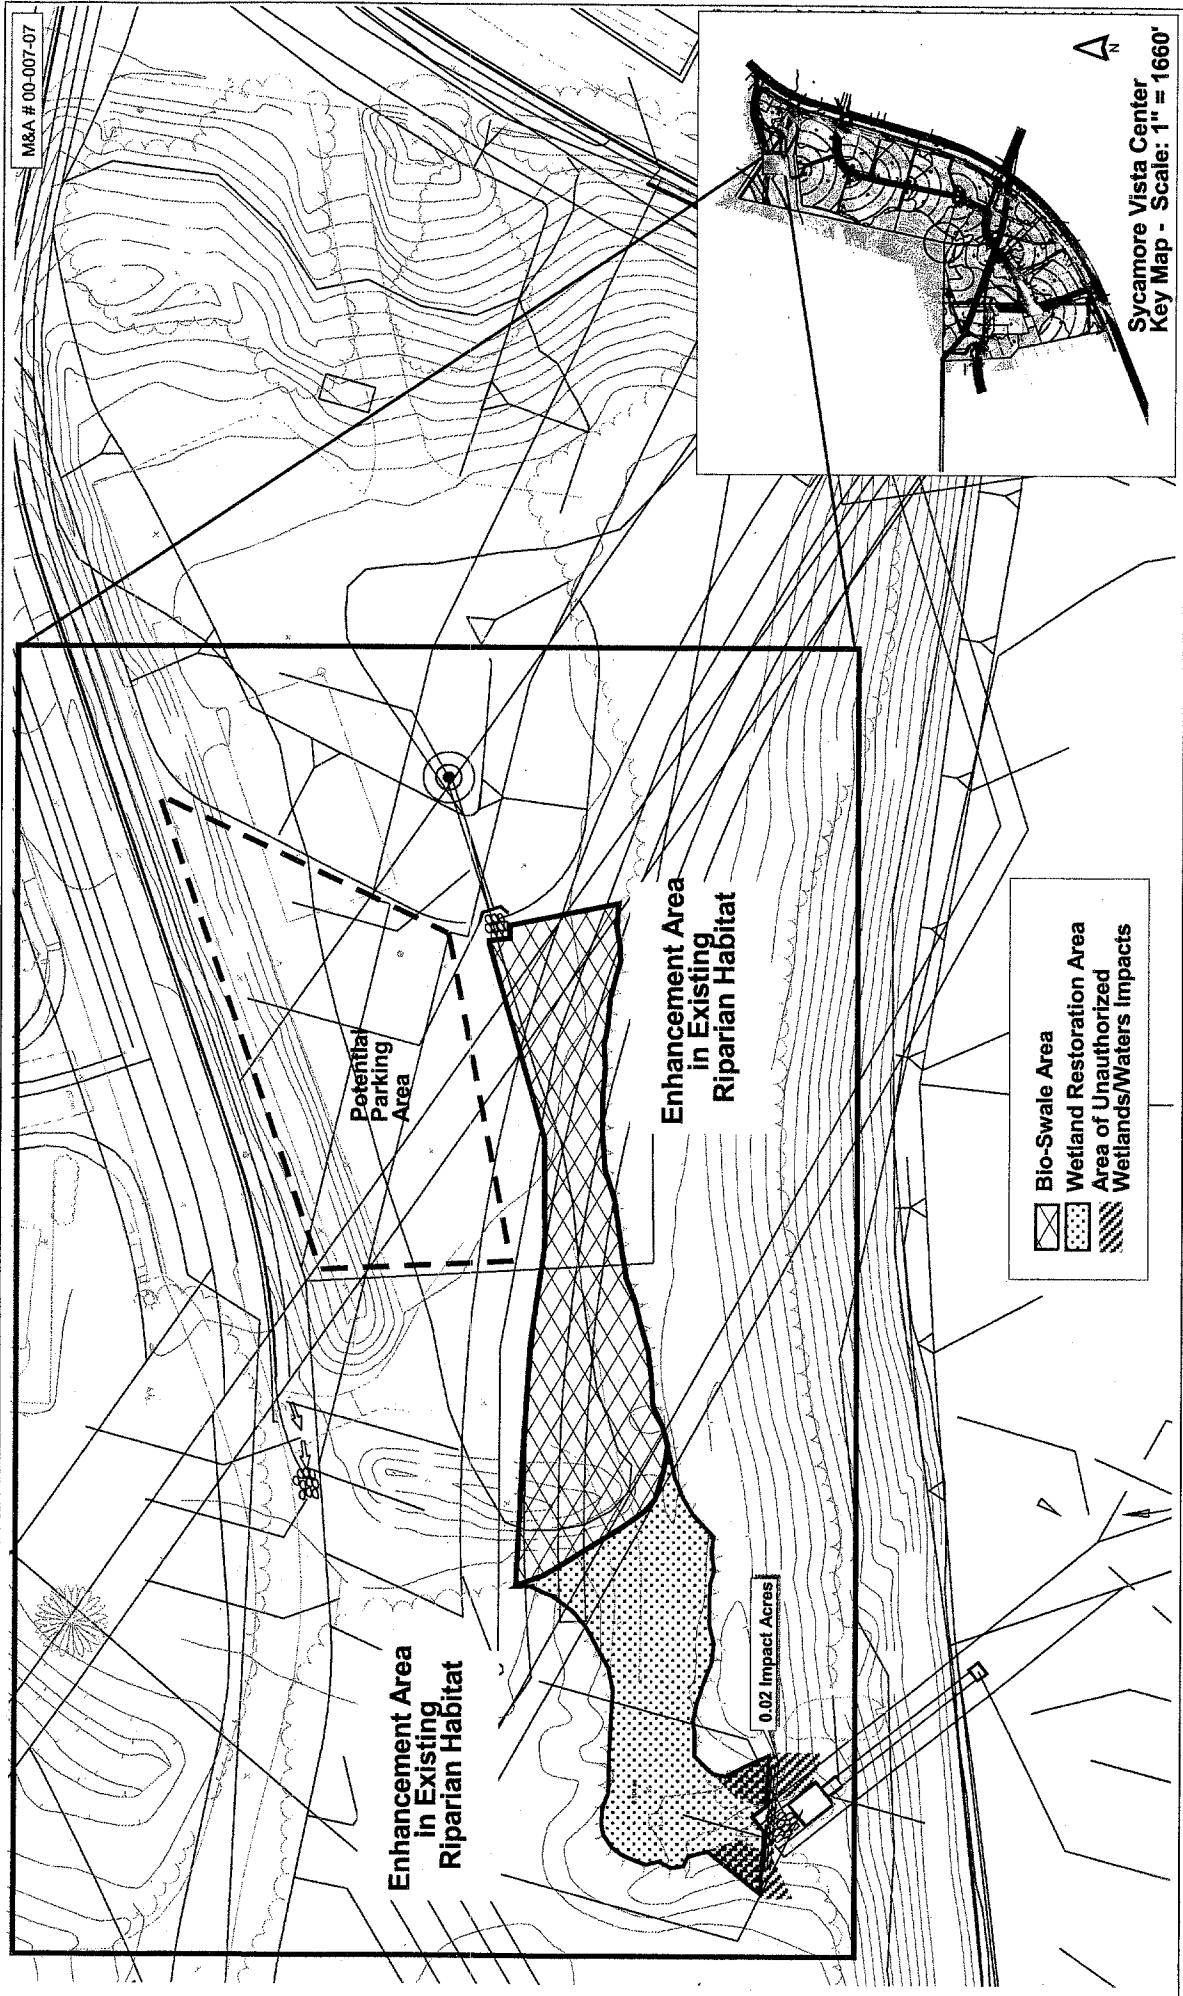 M&A # 00-007-07
N
Sycamore Vista Center
Key Map - Scale: 1" = 1660'
Potential
Parking
Area
Enhancement Area
in Existing
Riparian Habitat
Enhancement Area
in Existing
Riparian Habitat
0.02 Impact Acres
Bio-Swale Area
Wetland Restoration Area
Area of Unauthorized
Wetlands/Waters Impacts